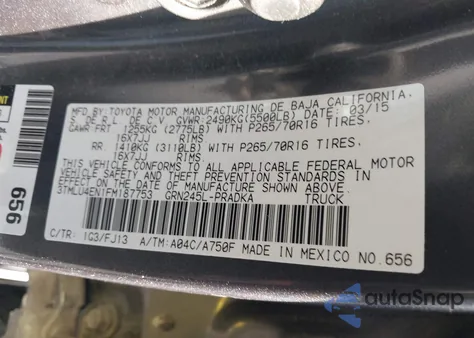 MFD BY: TOYOTA MOTOR MANUFACTURING DE BAJA CALIFORNIA,
S. DE R.L. DE C.V. GVWR: 2490KG(5500LB) DATE: 03/15
GAWR FRT 1255KG (2775LB) WITH P265/70R16 TIRES,
16X7JJ RIMS
RR 1410KG (3110LB) WITH P265/70R16 TIRES,
16X7JJ RIMS
THIS VEHICLE CONFORMS TO ALL APPLICABLE FEDERAL MOTOR
VEHICLE SAFETY AND THEFT PREVENTION STANDARDS IN
EFFECT ON THE DATE OF MANUFACTURE SHOWN ABOVE.
3TMLU4EN1FM187753 GRN245L-PRADKA TRUCK
C/TR: 1G3/FJ13 A/TM: A04C/A750F MADE IN MEXICO NO.656
656
autoSnap